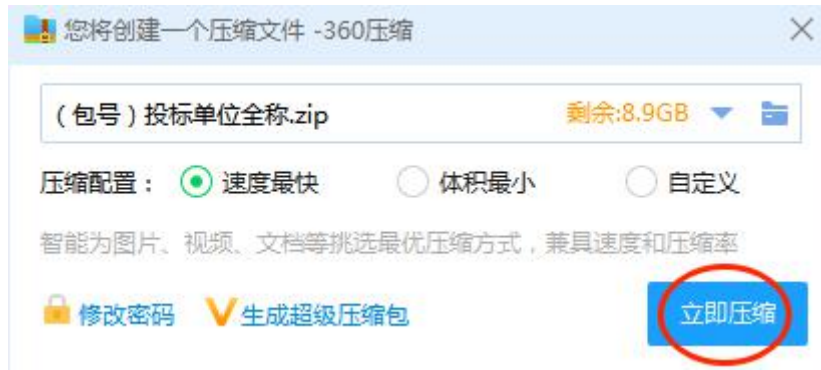 您将创建一个压缩文件 -360压缩
（包号）投标单位全称.zip 剩余:8.9GB
压缩配置： 速度最快 体积最小 自定义
智能为图片、视频、文档等挑选最优压缩方式，兼具速度和压缩率
修改密码 生成超级压缩包 立即压缩